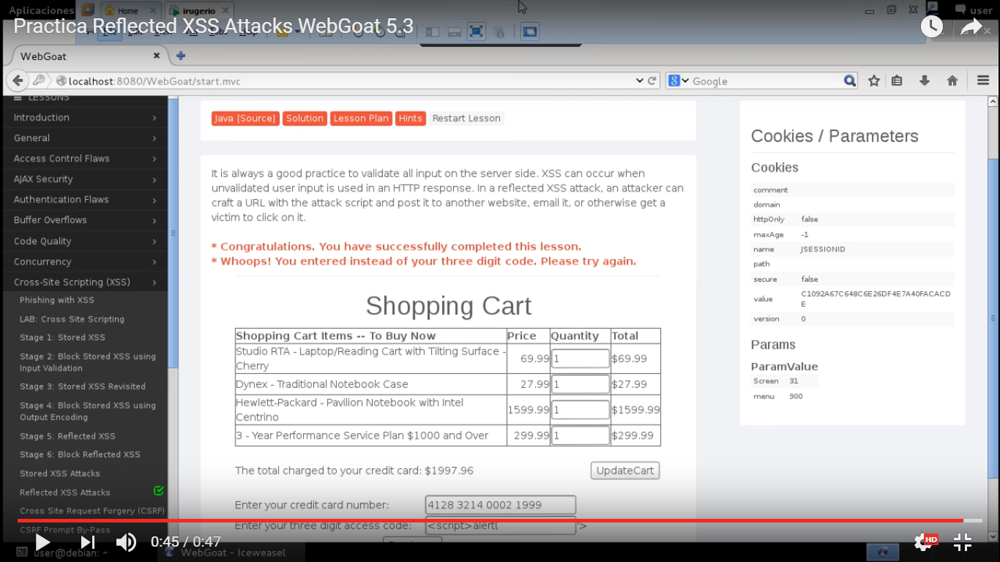 Aplicaciones Home irugerio user
Practica Reflected XSS Attacks WebGoat 5.3
WebGoat
localhost:8080/WebGoat/start.mvc Google
LESSONS
Introduction
General
Access Control Flaws
AJAX Security
Authentication Flaws
Buffer Overflows
Code Quality
Concurrency
Cross-Site Scripting (XSS)
Phishing with XSS
LAB: Cross Site Scripting
Stage 1: Stored XSS
Stage 2: Block Stored XSS using
Input Validation
Stage 3: Stored XSS Revisited
Stage 4: Block Stored XSS using
Output Encoding
Stage 5: Reflected XSS
Stage 6: Block Reflected XSS
Stored XSS Attacks
Reflected XSS Attacks
Cross Site Request Forgery (CSRF)
CSRF Prompt By-Pass
Java [Source] Solution Lesson Plan Hints Restart Lesson
It is always a good practice to validate all input on the server side. XSS can occur when
unvalidated user input is used in an HTTP response. In a reflected XSS attack, an attacker can
craft a URL with the attack script and post it to another website, email it, or otherwise get a
victim to click on it.
* Congratulations. You have successfully completed this lesson.
* Whoops! You entered instead of your three digit code. Please try again.
Shopping Cart
Shopping Cart Items -- To Buy Now Price Quantity Total
Studio RTA - Laptop/Reading Cart with Tilting Surface -
Cherry 69.99 1 $69.99
Dynex - Traditional Notebook Case 27.99 1 $27.99
Hewlett-Packard - Pavilion Notebook with Intel
Centrino 1599.99 1 $1599.99
3 - Year Performance Service Plan $1000 and Over 299.99 1 $299.99
The total charged to your credit card: $1997.96 UpdateCart
Enter your credit card number: 4128 3214 0002 1999
Enter your three digit access code: <script>alert( '>
Cookies / Parameters
Cookies
comment
domain
httpOnly false
maxAge -1
name JSESSIONID
path
secure false
value C1092A67C648C6E26DF4E7A40FACACD
E
version 0
Params
ParamValue
Screen 31
menu 900
0:45 / 0:47 HD
user@debian: ~ WebGoat - Iceweasel